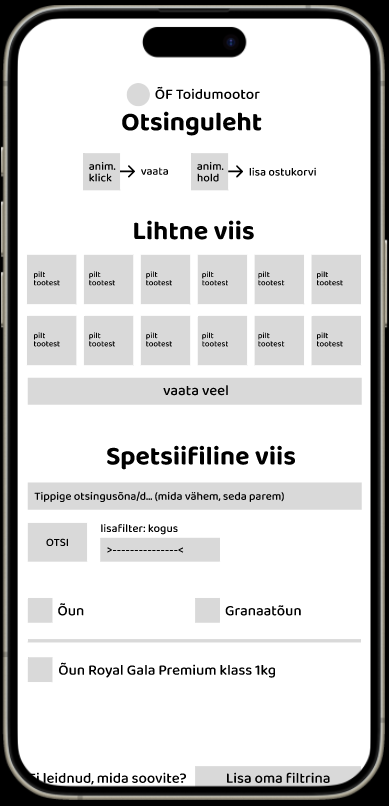 ÕF Toidumootor
Otsinguleht
anim. click
vaata
anim. hold
lisa ostukorvi
Lihtne viis
pilt tootest
pilt tootest
pilt tootest
pilt tootest
pilt tootest
pilt tootest
pilt tootest
pilt tootest
pilt tootest
pilt tootest
pilt tootest
pilt tootest
vaata veel
Spetsiifiline viis
Tippige otsingusõna/d... (mida vähem, seda parem)
OTSI
lisafilter: kogus
>---------------<
Õun
Granaatõun
Õun Royal Gala Premium klass 1kg
Ei leidnud, mida soovite?
Lisa oma filtrina